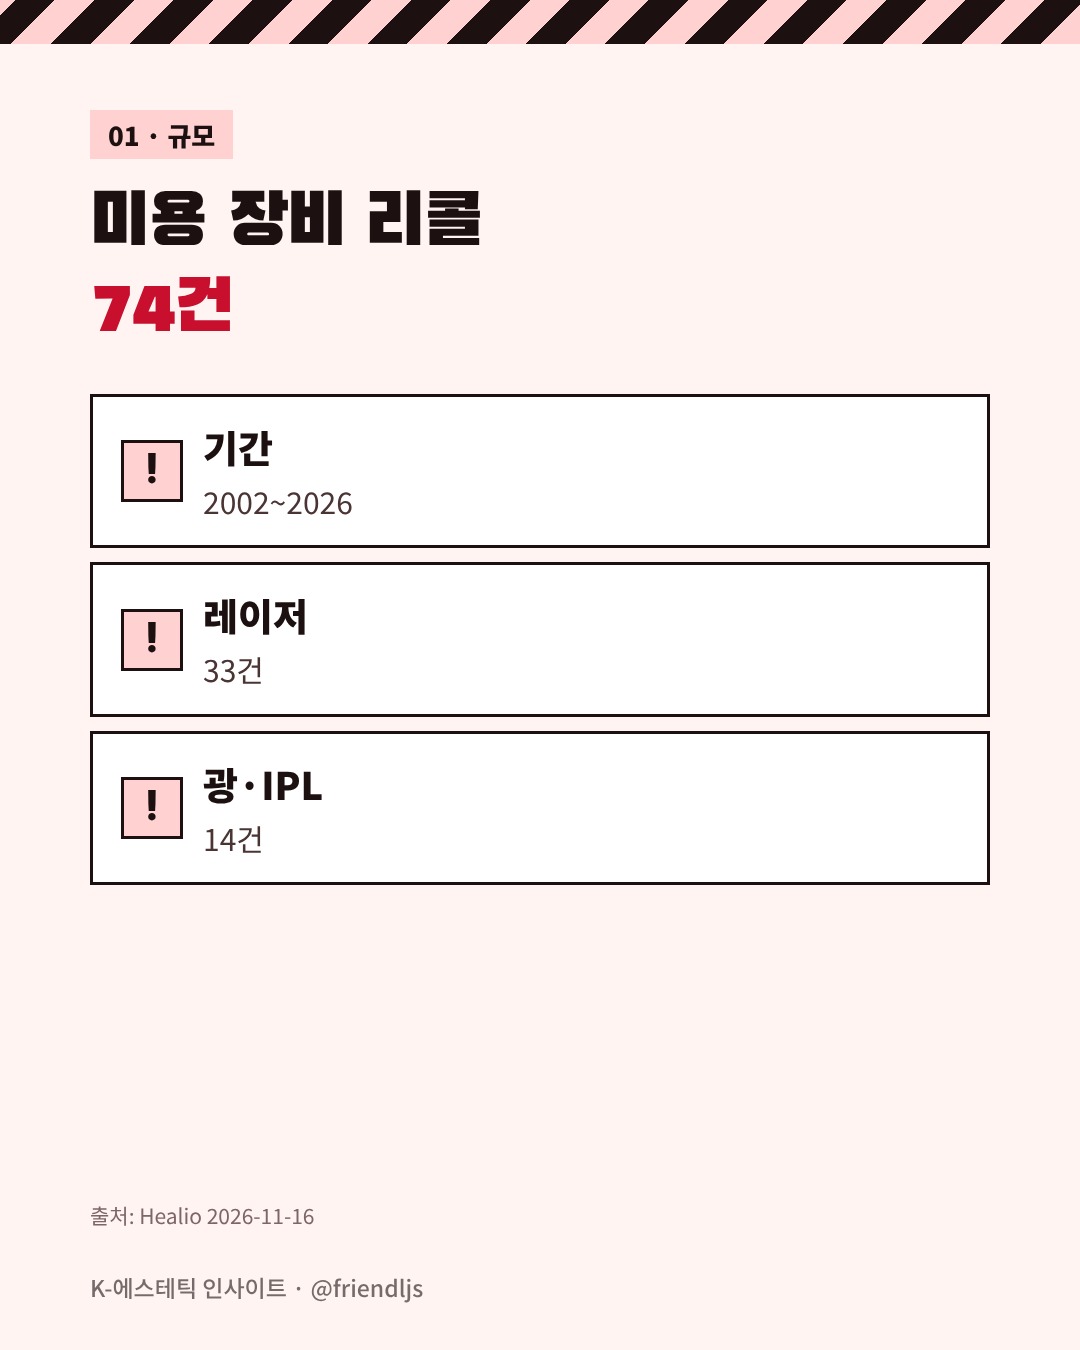 01 · 규모
미용 장비 리콜
74건
!
기간
2002~2026
!
레이저
33건
!
광·IPL
14건
출처: Healio 2026-11-16
K-에스테틱 인사이트 · @friendljs